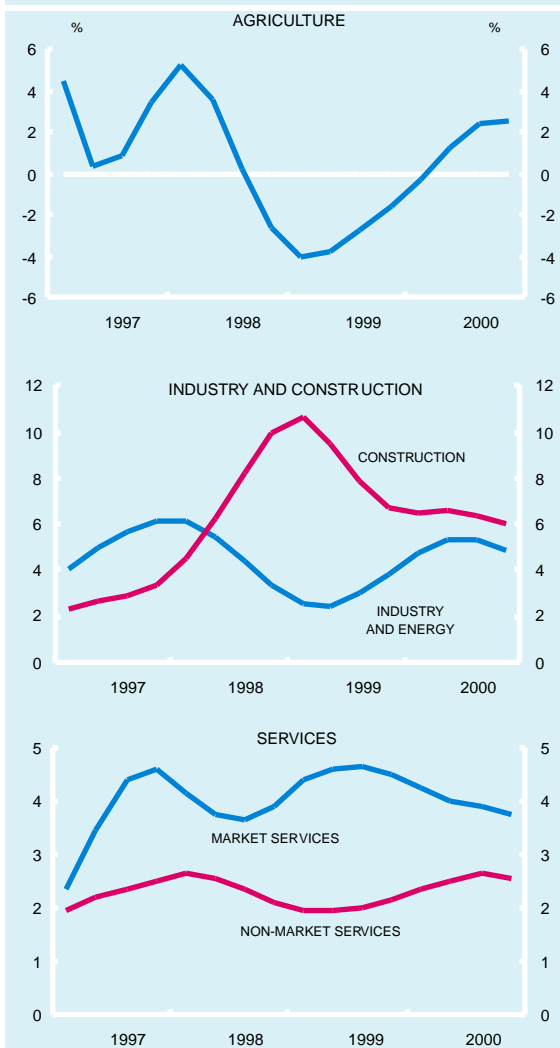 AGRICULTURE
% %
6 6
4 4
2 2
0 0
-2 -2
-4 -4
-6 -6
1997 1998 1999 2000
INDUSTRY AND CONSTRUCTION
12 12
10 10
CONSTRUCTION
8 8
6 6
4 4
INDUSTRY
AND ENERGY
2 2
0 0
1997 1998 1999 2000
SERVICES
5 5
4 4
MARKET SERVICES
3 3
2 2
NON-MARKET SERVICES
1 1
0 0
1997 1998 1999 2000